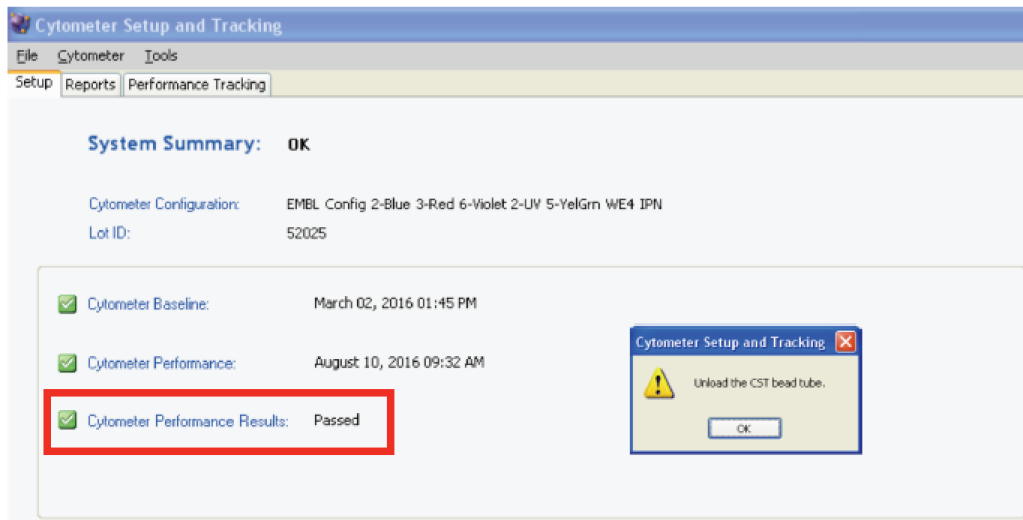 Cytometer Setup and Tracking
File Cytometer Tools
Setup Reports Performance Tracking
System Summary: OK
Cytometer Configuration: EMBL Config 2-Blue 3-Red 6-Violet 2-UV 5-YelGrn WE4 IPN
Lot ID: 52025
Cytometer Baseline: March 02, 2016 01:45 PM
Cytometer Performance: August 10, 2016 09:32 AM
Cytometer Performance Results: Passed
Cytometer Setup and Tracking
Unload the CST bead tube.
OK